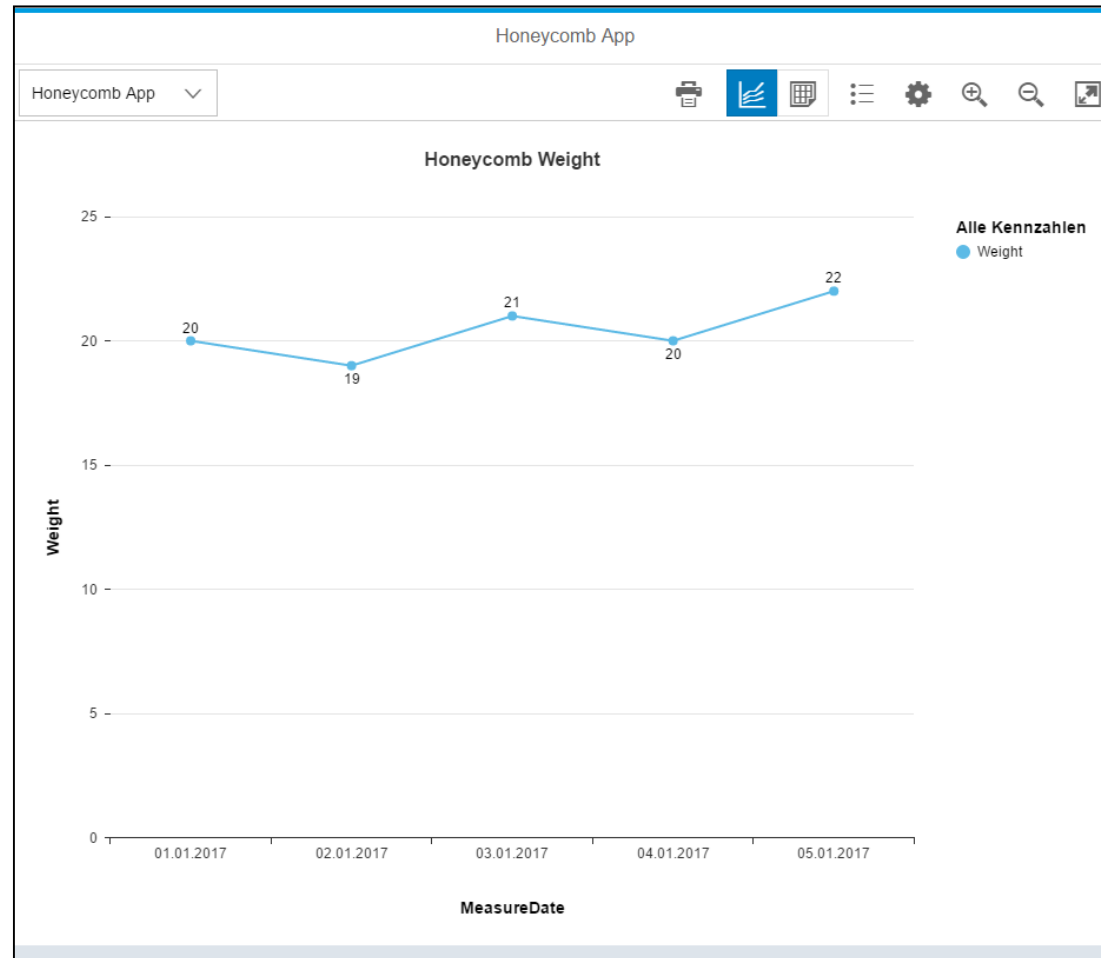 Honeycomb App
Honeycomb App
Honeycomb Weight
25
Alle Kennzahlen
Weight
22
21
20
20
20
19
15
Weight
10
5
0
01.01.2017 02.01.2017 03.01.2017 04.01.2017 05.01.2017
MeasureDate